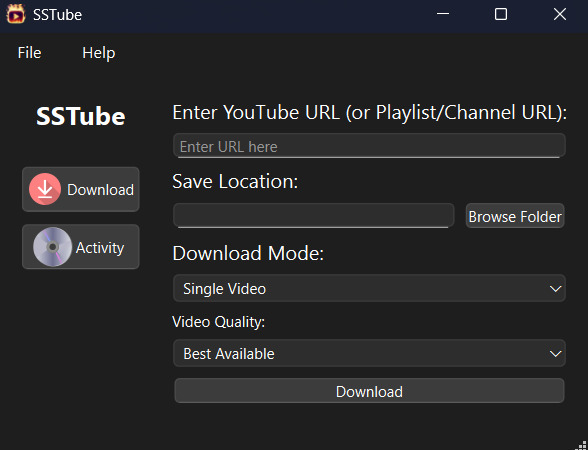 SSTube
File Help
SSTube
Download
Activity
Enter YouTube URL (or Playlist/Channel URL):
Enter URL here
Save Location:
Browse Folder
Download Mode:
Single Video
Video Quality:
Best Available
Download